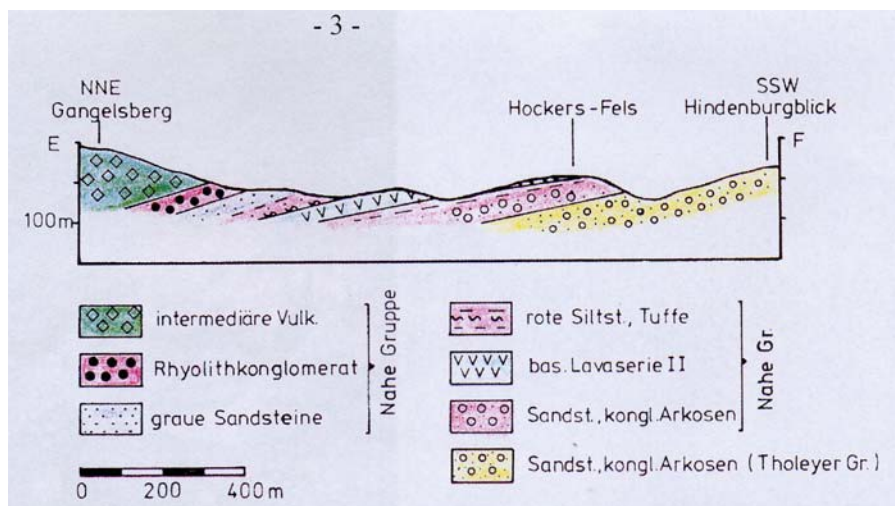 - 3 -
NNE
Gangelsberg
Hockers-Fels
SSW
Hindenburgblick
E
F
100m
intermediäre Vulk.
Rhyolithkonglomerat
graue Sandsteine
Nahe Gruppe
rote Siltst., Tuffe
bas. Lavaserie II
Sandst., kongl. Arkosen
Nahe Gr.
Sandst., kongl. Arkosen (Tholeyer Gr.)
0 200 400m